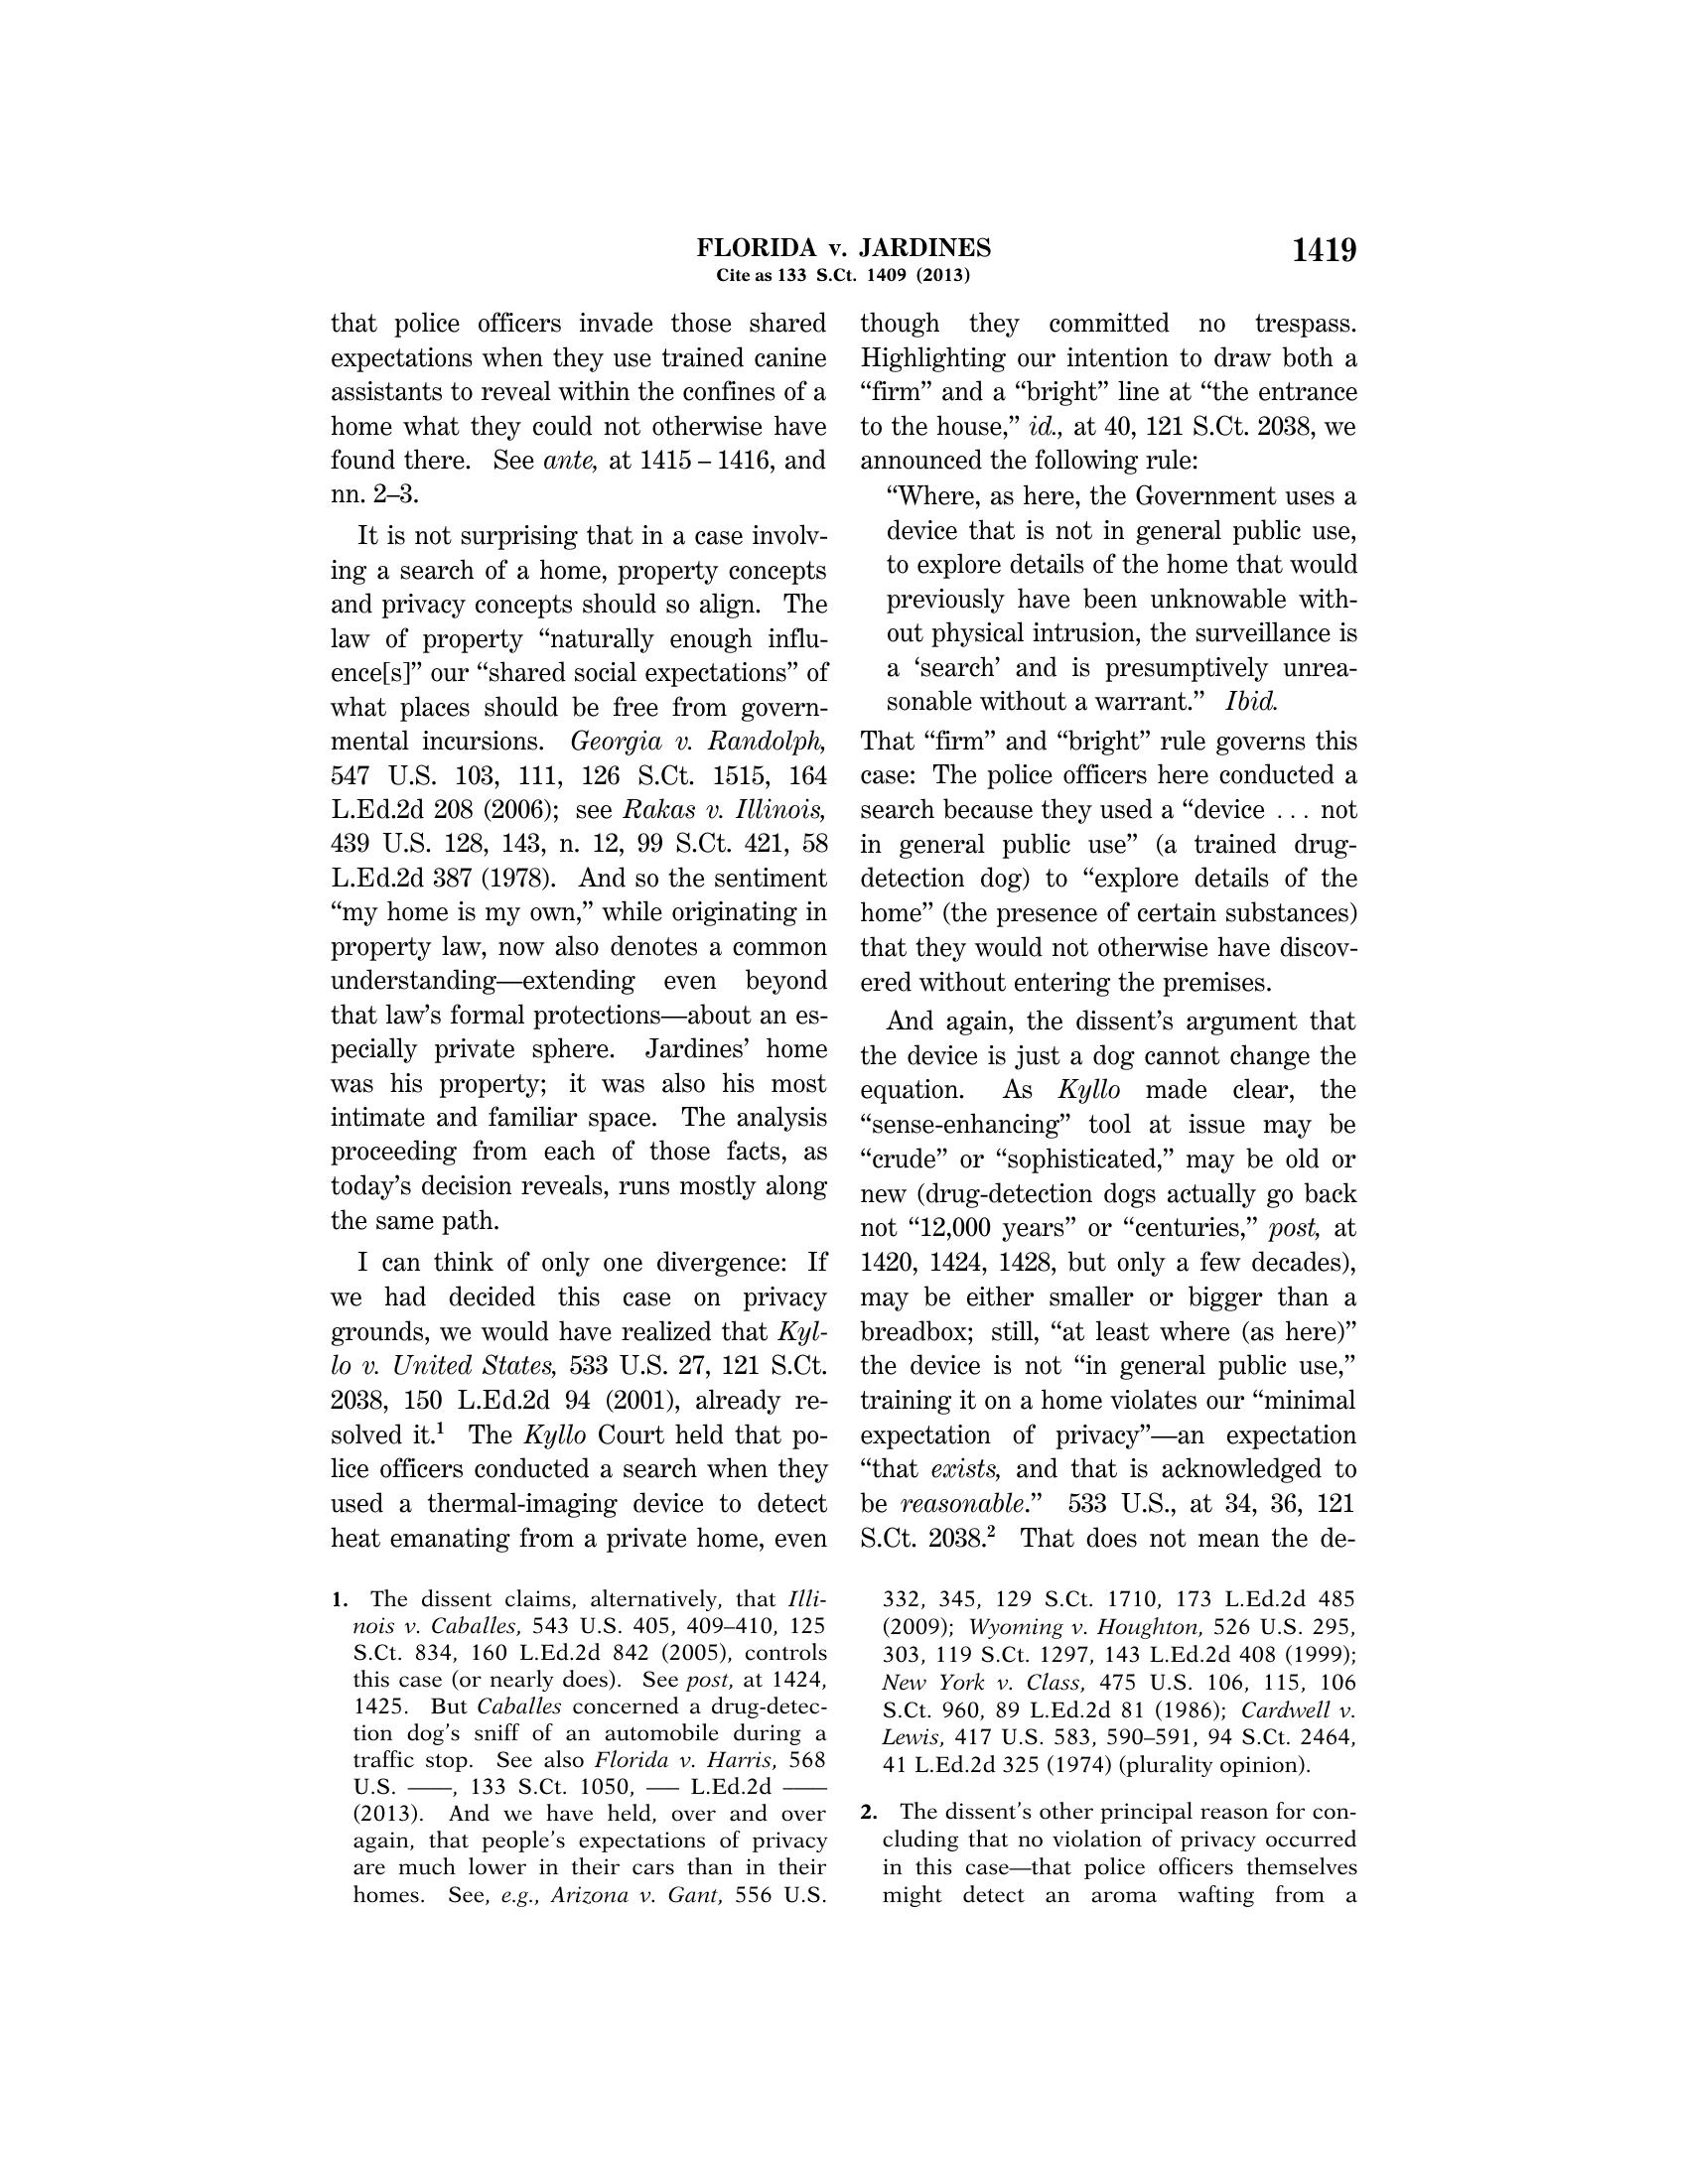 FLORIDA v. JARDINES
1419
Cite as 133 S.Ct. 1409 (2013)
that police officers invade those shared
expectations when they use trained canine
assistants to reveal within the confines of a
home what they could not otherwise have
found there. See ante, at 1415 – 1416, and
nn. 2–3.
It is not surprising that in a case involv-
ing a search of a home, property concepts
and privacy concepts should so align. The
law of property “naturally enough influ-
ence[s]” our “shared social expectations” of
what places should be free from govern-
mental incursions. Georgia v. Randolph,
547 U.S. 103, 111, 126 S.Ct. 1515, 164
L.Ed.2d 208 (2006); see Rakas v. Illinois,
439 U.S. 128, 143, n. 12, 99 S.Ct. 421, 58
L.Ed.2d 387 (1978). And so the sentiment
“my home is my own,” while originating in
property law, now also denotes a common
understanding—extending even beyond
that law’s formal protections—about an es-
pecially private sphere. Jardines’ home
was his property; it was also his most
intimate and familiar space. The analysis
proceeding from each of those facts, as
today’s decision reveals, runs mostly along
the same path.
I can think of only one divergence: If
we had decided this case on privacy
grounds, we would have realized that Kyl-
lo v. United States, 533 U.S. 27, 121 S.Ct.
2038, 150 L.Ed.2d 94 (2001), already re-
solved it.1 The Kyllo Court held that po-
lice officers conducted a search when they
used a thermal-imaging device to detect
heat emanating from a private home, even
though they committed no trespass.
Highlighting our intention to draw both a
“firm” and a “bright” line at “the entrance
to the house,” id., at 40, 121 S.Ct. 2038, we
announced the following rule:
“Where, as here, the Government uses a
device that is not in general public use,
to explore details of the home that would
previously have been unknowable with-
out physical intrusion, the surveillance is
a ‘search’ and is presumptively unrea-
sonable without a warrant.” Ibid.
That “firm” and “bright” rule governs this
case: The police officers here conducted a
search because they used a “device . . . not
in general public use” (a trained drug-
detection dog) to “explore details of the
home” (the presence of certain substances)
that they would not otherwise have discov-
ered without entering the premises.
And again, the dissent’s argument that
the device is just a dog cannot change the
equation. As Kyllo made clear, the
“sense-enhancing” tool at issue may be
“crude” or “sophisticated,” may be old or
new (drug-detection dogs actually go back
not “12,000 years” or “centuries,” post, at
1420, 1424, 1428, but only a few decades),
may be either smaller or bigger than a
breadbox; still, “at least where (as here)”
the device is not “in general public use,”
training it on a home violates our “minimal
expectation of privacy”—an expectation
“that exists, and that is acknowledged to
be reasonable.” 533 U.S., at 34, 36, 121
S.Ct. 2038.2 That does not mean the de-
1. The dissent claims, alternatively, that Illi-
nois v. Caballes, 543 U.S. 405, 409–410, 125
S.Ct. 834, 160 L.Ed.2d 842 (2005), controls
this case (or nearly does). See post, at 1424,
1425. But Caballes concerned a drug-detec-
tion dog’s sniff of an automobile during a
traffic stop. See also Florida v. Harris, 568
U.S. ——, 133 S.Ct. 1050, —– L.Ed.2d ——
(2013). And we have held, over and over
again, that people’s expectations of privacy
are much lower in their cars than in their
homes. See, e.g., Arizona v. Gant, 556 U.S.
332, 345, 129 S.Ct. 1710, 173 L.Ed.2d 485
(2009); Wyoming v. Houghton, 526 U.S. 295,
303, 119 S.Ct. 1297, 143 L.Ed.2d 408 (1999);
New York v. Class, 475 U.S. 106, 115, 106
S.Ct. 960, 89 L.Ed.2d 81 (1986); Cardwell v.
Lewis, 417 U.S. 583, 590–591, 94 S.Ct. 2464,
41 L.Ed.2d 325 (1974) (plurality opinion).
2. The dissent’s other principal reason for con-
cluding that no violation of privacy occurred
in this case—that police officers themselves
might detect an aroma wafting from a